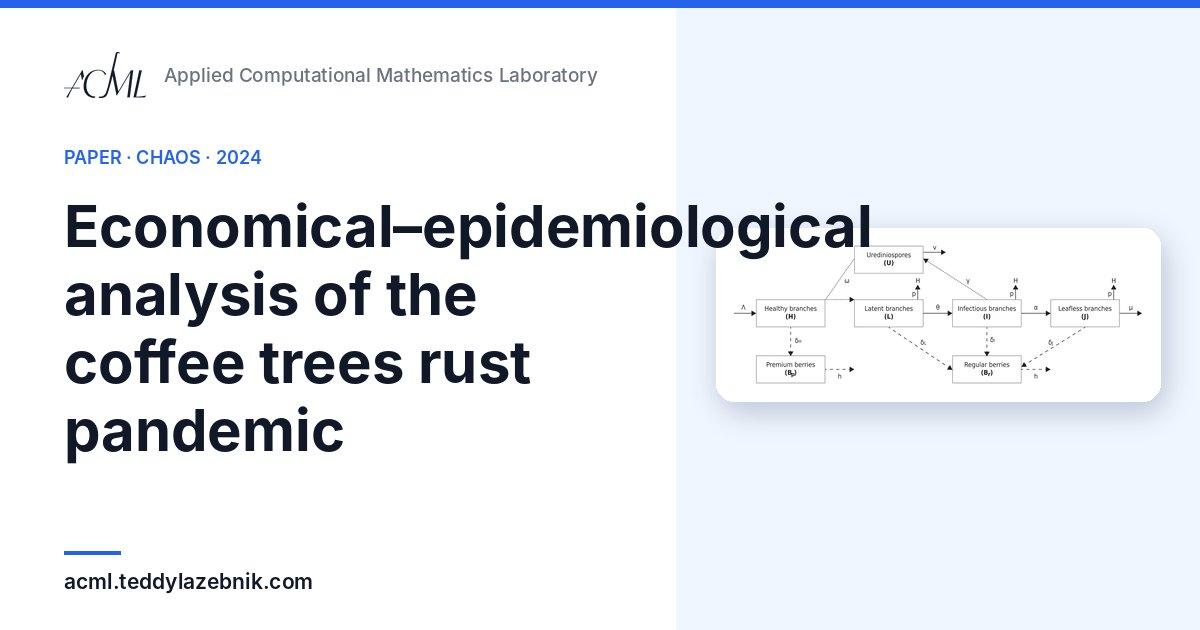 ACML Applied Computational Mathematics Laboratory
PAPER · CHAOS · 2024
Economical–epidemiological
analysis of the
coffee trees rust
pandemic
acml.teddylazebnik.com
Urediniospores
(U)
ν
ω
γ
H
H
H
p
p
p
Λ
Healthy branches
(H)
Latent branches
(L)
θ
Infectious branches
(I)
α
Leafless branches
(J)
μ
Premium berries
h
Regular berries
h